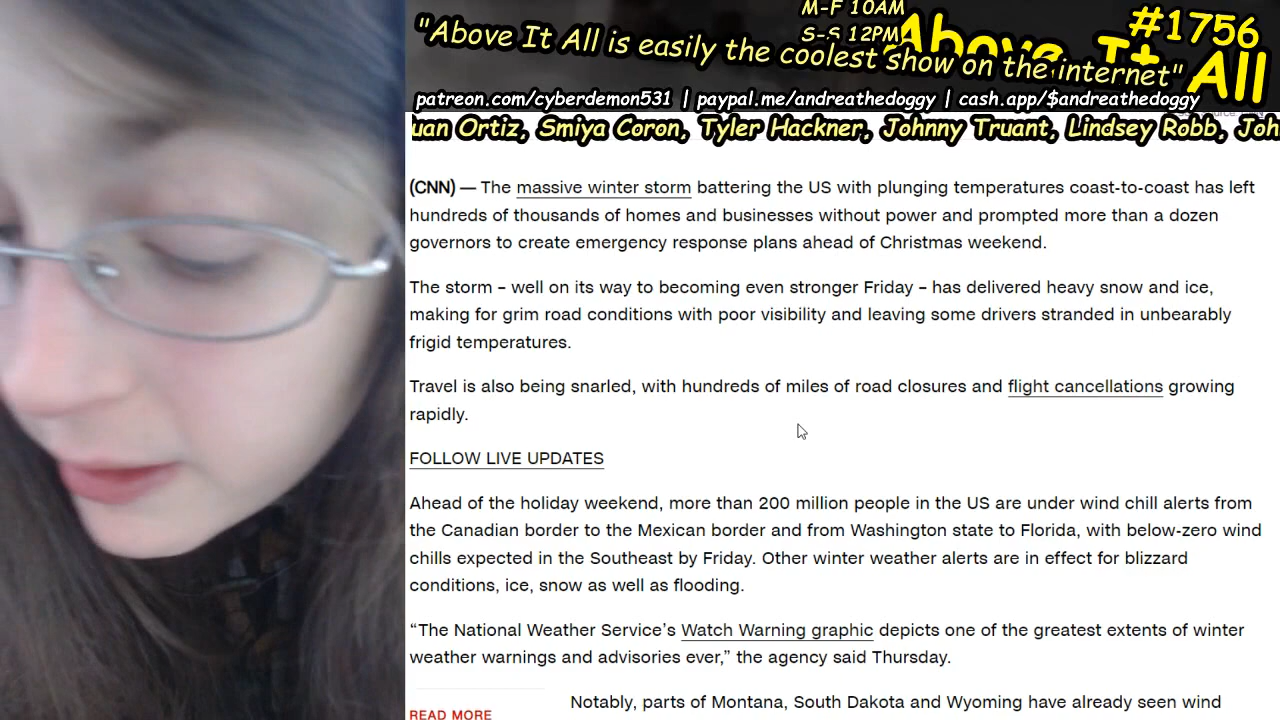 M-F 10AM
S-S 12PM
Above It All
#1756
"Above It All is easily the coolest show on the internet"
patreon.com/cyberdemon531 | paypal.me/andreathedoggy | cash.app/$andreathedoggy
uan Ortiz, Smiya Coron, Tyler Hackner, Johnny Truant, Lindsey Robb, Joh
(CNN) — The massive winter storm battering the US with plunging temperatures coast-to-coast has left
hundreds of thousands of homes and businesses without power and prompted more than a dozen
governors to create emergency response plans ahead of Christmas weekend.
The storm – well on its way to becoming even stronger Friday – has delivered heavy snow and ice,
making for grim road conditions with poor visibility and leaving some drivers stranded in unbearably
frigid temperatures.
Travel is also being snarled, with hundreds of miles of road closures and flight cancellations growing
rapidly.
FOLLOW LIVE UPDATES
Ahead of the holiday weekend, more than 200 million people in the US are under wind chill alerts from
the Canadian border to the Mexican border and from Washington state to Florida, with below-zero wind
chills expected in the Southeast by Friday. Other winter weather alerts are in effect for blizzard
conditions, ice, snow as well as flooding.
“The National Weather Service’s Watch Warning graphic depicts one of the greatest extents of winter
weather warnings and advisories ever,” the agency said Thursday.
Notably, parts of Montana, South Dakota and Wyoming have already seen wind
READ MORE